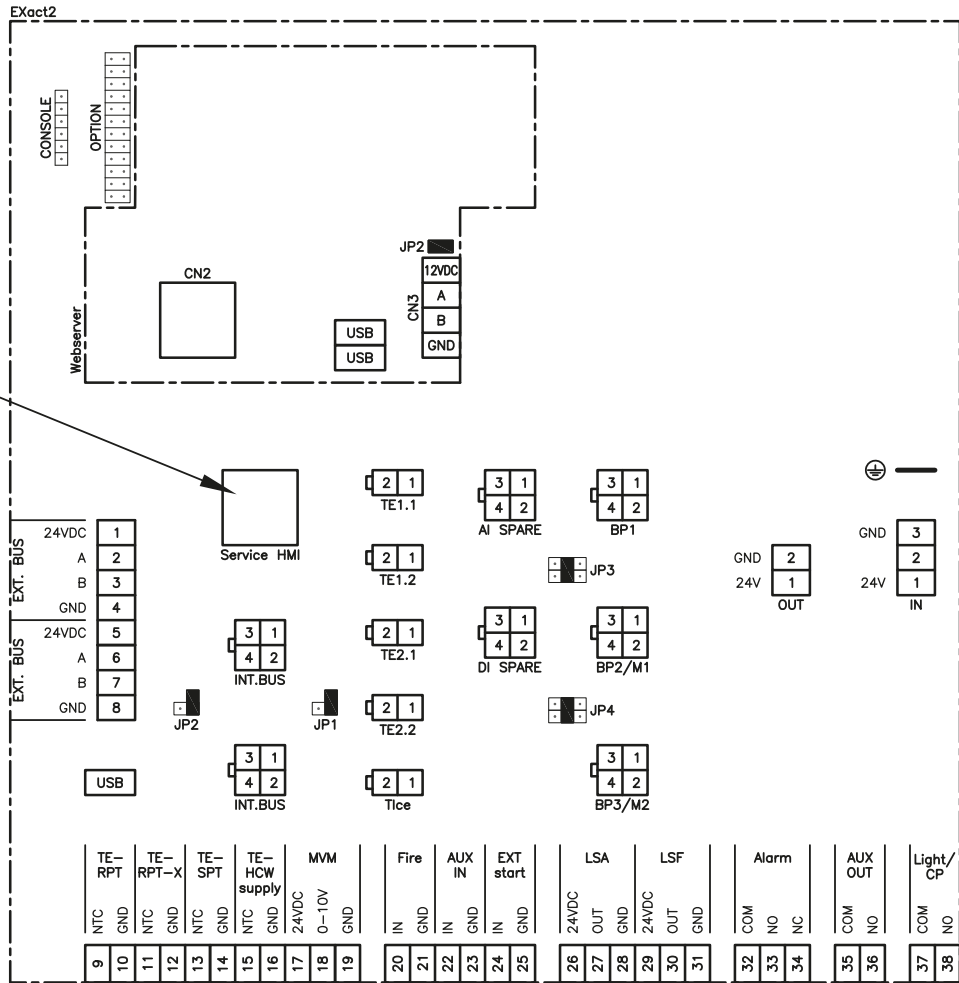 EXact2
CONSOLE
OPTION
JP2
12VDC
A
B
GND
CN3
CN2
USB
USB
Webserver
Service HMI
2 1
TE1.1
3 1
4 2
AI SPARE
3 1
4 2
BP1
EXT. BUS
24VDC 1
A 2
B 3
GND 4
EXT. BUS
24VDC 5
A 6
B 7
GND 8
2 1
TE1.2
JP3
GND 2
24V 1
OUT
GND 3
2
24V 1
IN
3 1
4 2
INT.BUS
2 1
TE2.1
3 1
4 2
DI SPARE
3 1
4 2
BP2/M1
JP2
JP1
2 1
TE2.2
JP4
USB
3 1
4 2
INT.BUS
2 1
TIce
3 1
4 2
BP3/M2
TE-
RPT
NTC
GND
TE-
RPT-X
NTC
GND
TE-
SPT
NTC
GND
TE-
HCW
supply
NTC
GND
MVM
24VDC
0-10V
GND
Fire
IN
GND
AUX
IN
IN
GND
EXT
start
IN
GND
LSA
24VDC
OUT
GND
LSF
24VDC
OUT
GND
Alarm
COM
NO
NC
AUX
OUT
COM
NO
Light/
CP
COM
NO
9 10 11 12 13 14 15 16 17 18 19 20 21 22 23 24 25 26 27 28 29 30 31 32 33 34 35 36 37 38